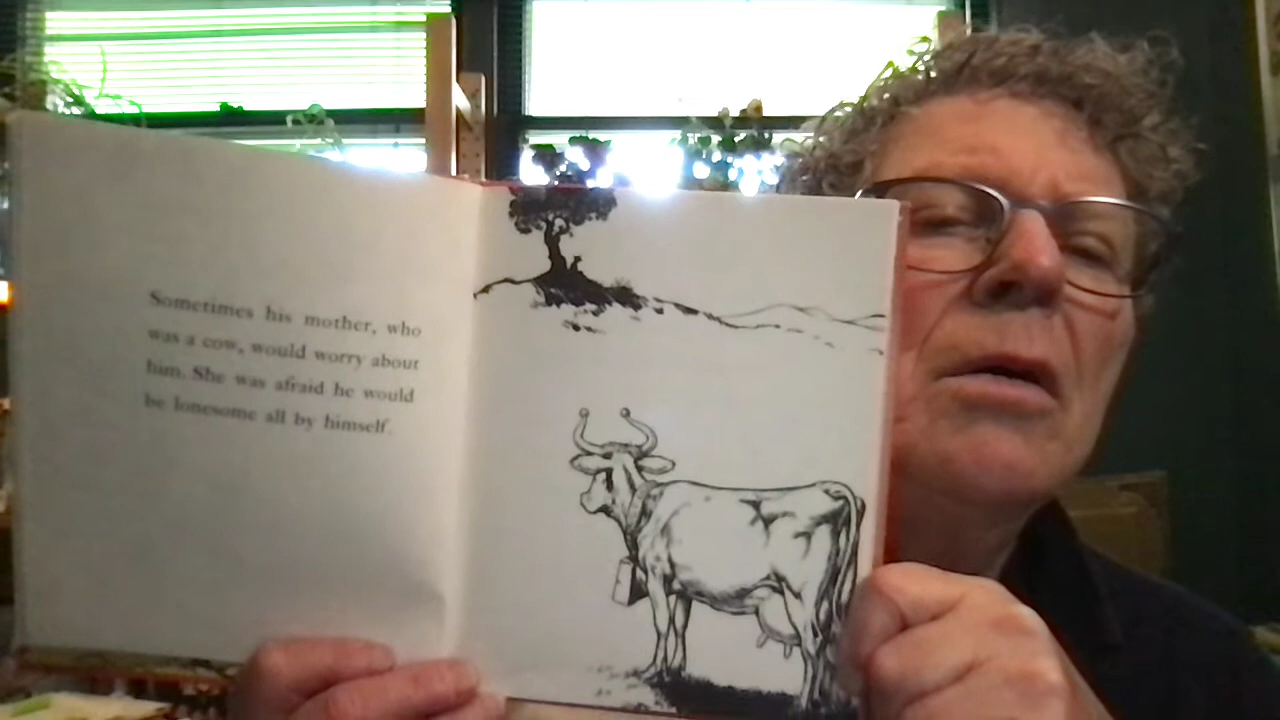 Sometimes his mother, who
was a cow, would worry about
him. She was afraid he would
be lonesome all by himself.